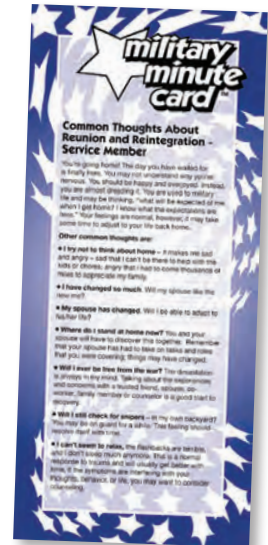 military
minute
card
Common Thoughts About
Reunion and Reintegration -
Service Member
You're going home! The day you have waited for
is finally here. You may not understand why you're
nervous. You should be happy and overjoyed. Instead,
you are almost dreading it. You are used to military
life and may be thinking, "what will be expected of me
when I get home? I know what the expectations are
here." Your feelings are normal, however, it may take
some time to adjust to your life back home.
Other common thoughts are:
• I try not to think about home – it makes me sad
and angry – sad that I can't be there to help with the
kids or chores; angry that I had to come thousands of
miles to appreciate my family.
• I have changed so much. Will my spouse like the
new me?
• My spouse has changed. Will I be able to adjust to
his/her life?
• Where do I stand at home now? You and your
spouse will have to discover this together. Remember
that your spouse has had to take on tasks and roles
that you were covering; things may have changed.
• Will I ever be free from the war? The devastation
is always in my mind. Talking about the experiences
and concerns with a trusted friend, spouse, co-
worker, family member or counselor is a good start to
recovery.
• Will I still check for snipers – in my own backyard?
You may be on guard for a while. This feeling should
resolve itself with time.
• I can't seem to relax, the flashbacks are terrible,
and I don't sleep much anymore. This is a normal
response to trauma and will usually get better with
time. If the symptoms are interfering with your
thoughts, behavior, or life, you may want to consider
counseling.